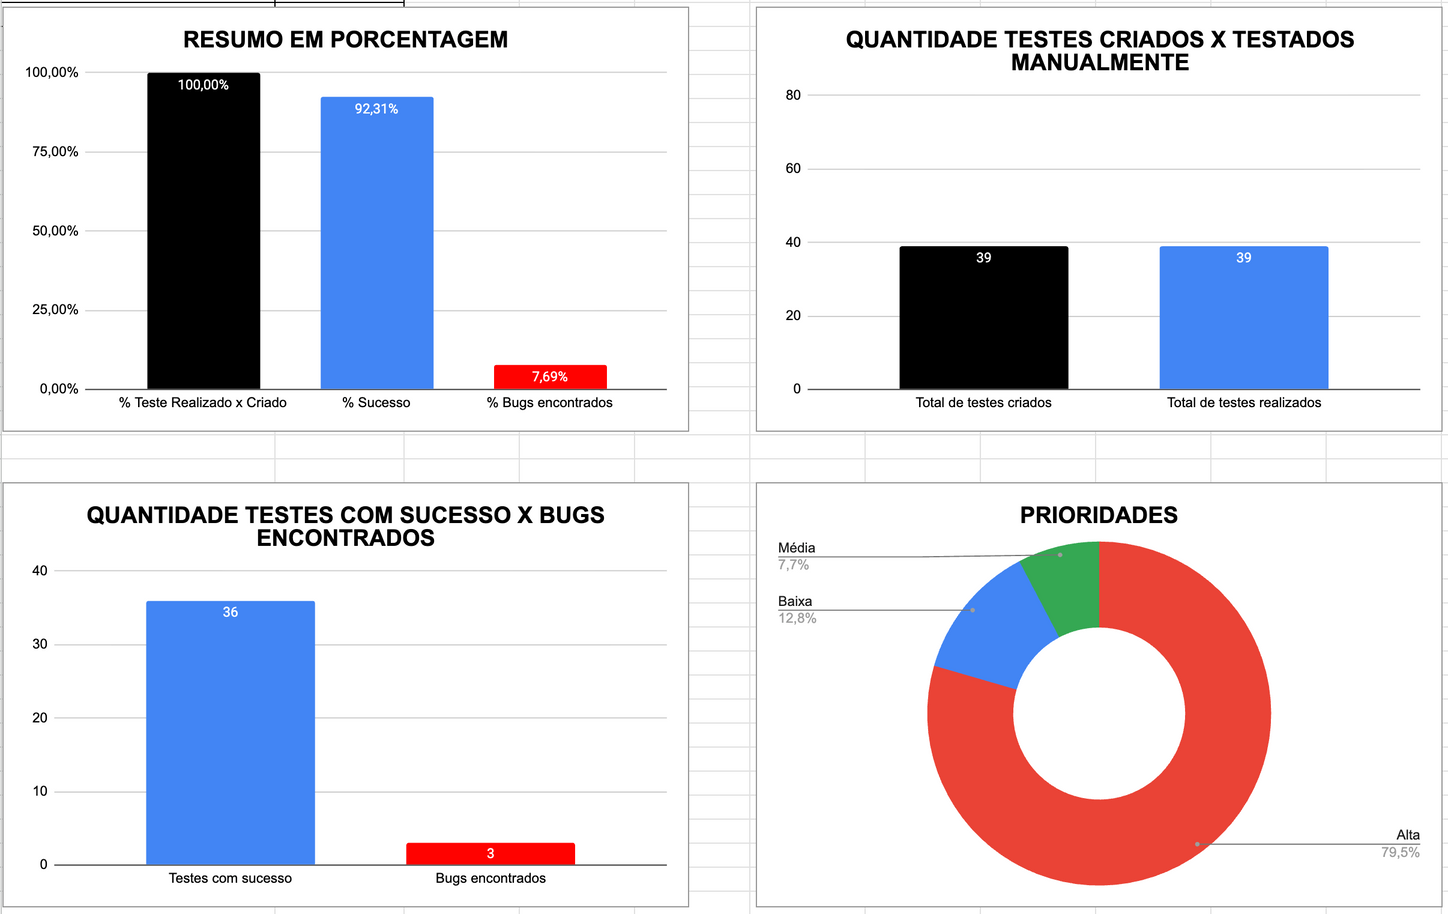 RESUMO EM PORCENTAGEM
100,00%
75,00%
50,00%
25,00%
0,00%
100,00%
92,31%
7,69%
% Teste Realizado x Criado
% Sucesso
% Bugs encontrados
QUANTIDADE TESTES CRIADOS X TESTADOS
MANUALMENTE
80
60
40
20
0
39
39
Total de testes criados
Total de testes realizados
QUANTIDADE TESTES COM SUCESSO X BUGS
ENCONTRADOS
40
30
20
10
0
36
3
Testes com sucesso
Bugs encontrados
PRIORIDADES
Média
7,7%
Baixa
12,8%
Alta
79,5%